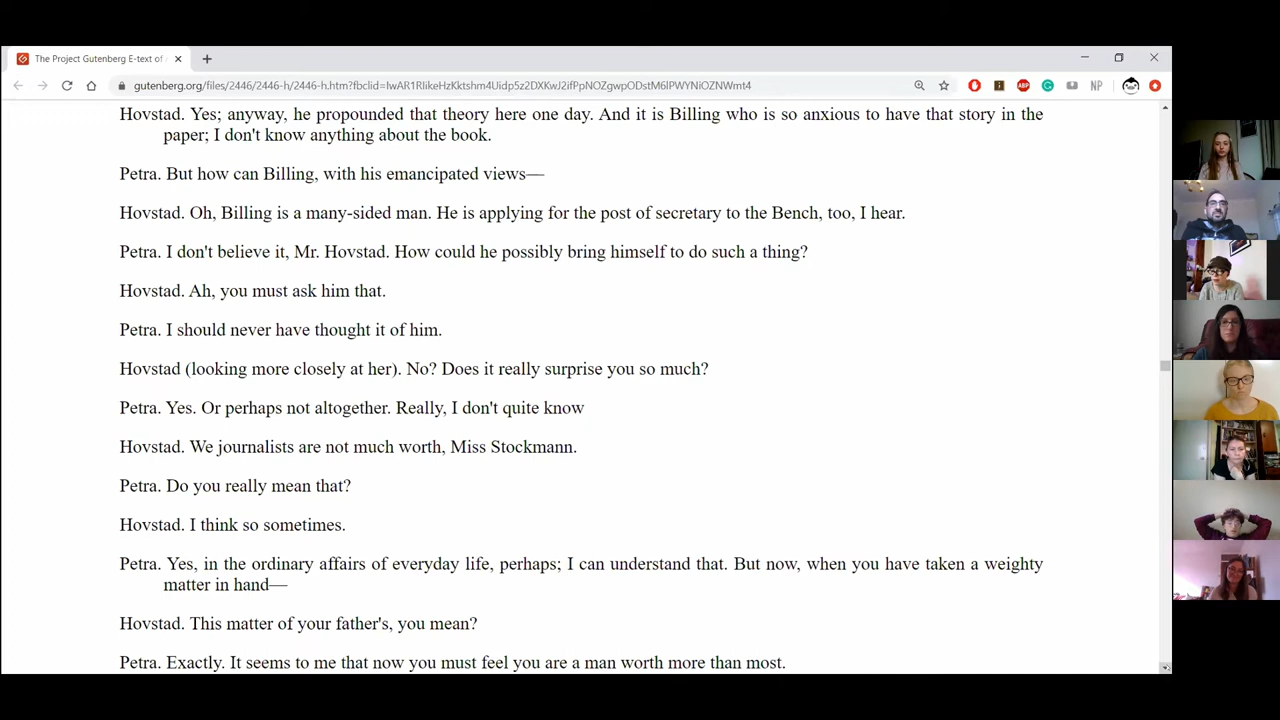 The Project Gutenberg E-text of
gutenberg.org/files/2446/2446-h/2446-h.htm?fbclid=IwAR1RIikeHzKktshm4Uidp5z2DXKwJ2ifPpNOZgwpODstM6lPWYNiOZNWmt4
ABP
NP
Hovstad. Yes; anyway, he propounded that theory here one day. And it is Billing who is so anxious to have that story in the
paper; I don't know anything about the book.
Petra. But how can Billing, with his emancipated views—
Hovstad. Oh, Billing is a many-sided man. He is applying for the post of secretary to the Bench, too, I hear.
Petra. I don't believe it, Mr. Hovstad. How could he possibly bring himself to do such a thing?
Hovstad. Ah, you must ask him that.
Petra. I should never have thought it of him.
Hovstad (looking more closely at her). No? Does it really surprise you so much?
Petra. Yes. Or perhaps not altogether. Really, I don't quite know
Hovstad. We journalists are not much worth, Miss Stockmann.
Petra. Do you really mean that?
Hovstad. I think so sometimes.
Petra. Yes, in the ordinary affairs of everyday life, perhaps; I can understand that. But now, when you have taken a weighty
matter in hand—
Hovstad. This matter of your father's, you mean?
Petra. Exactly. It seems to me that now you must feel you are a man worth more than most.